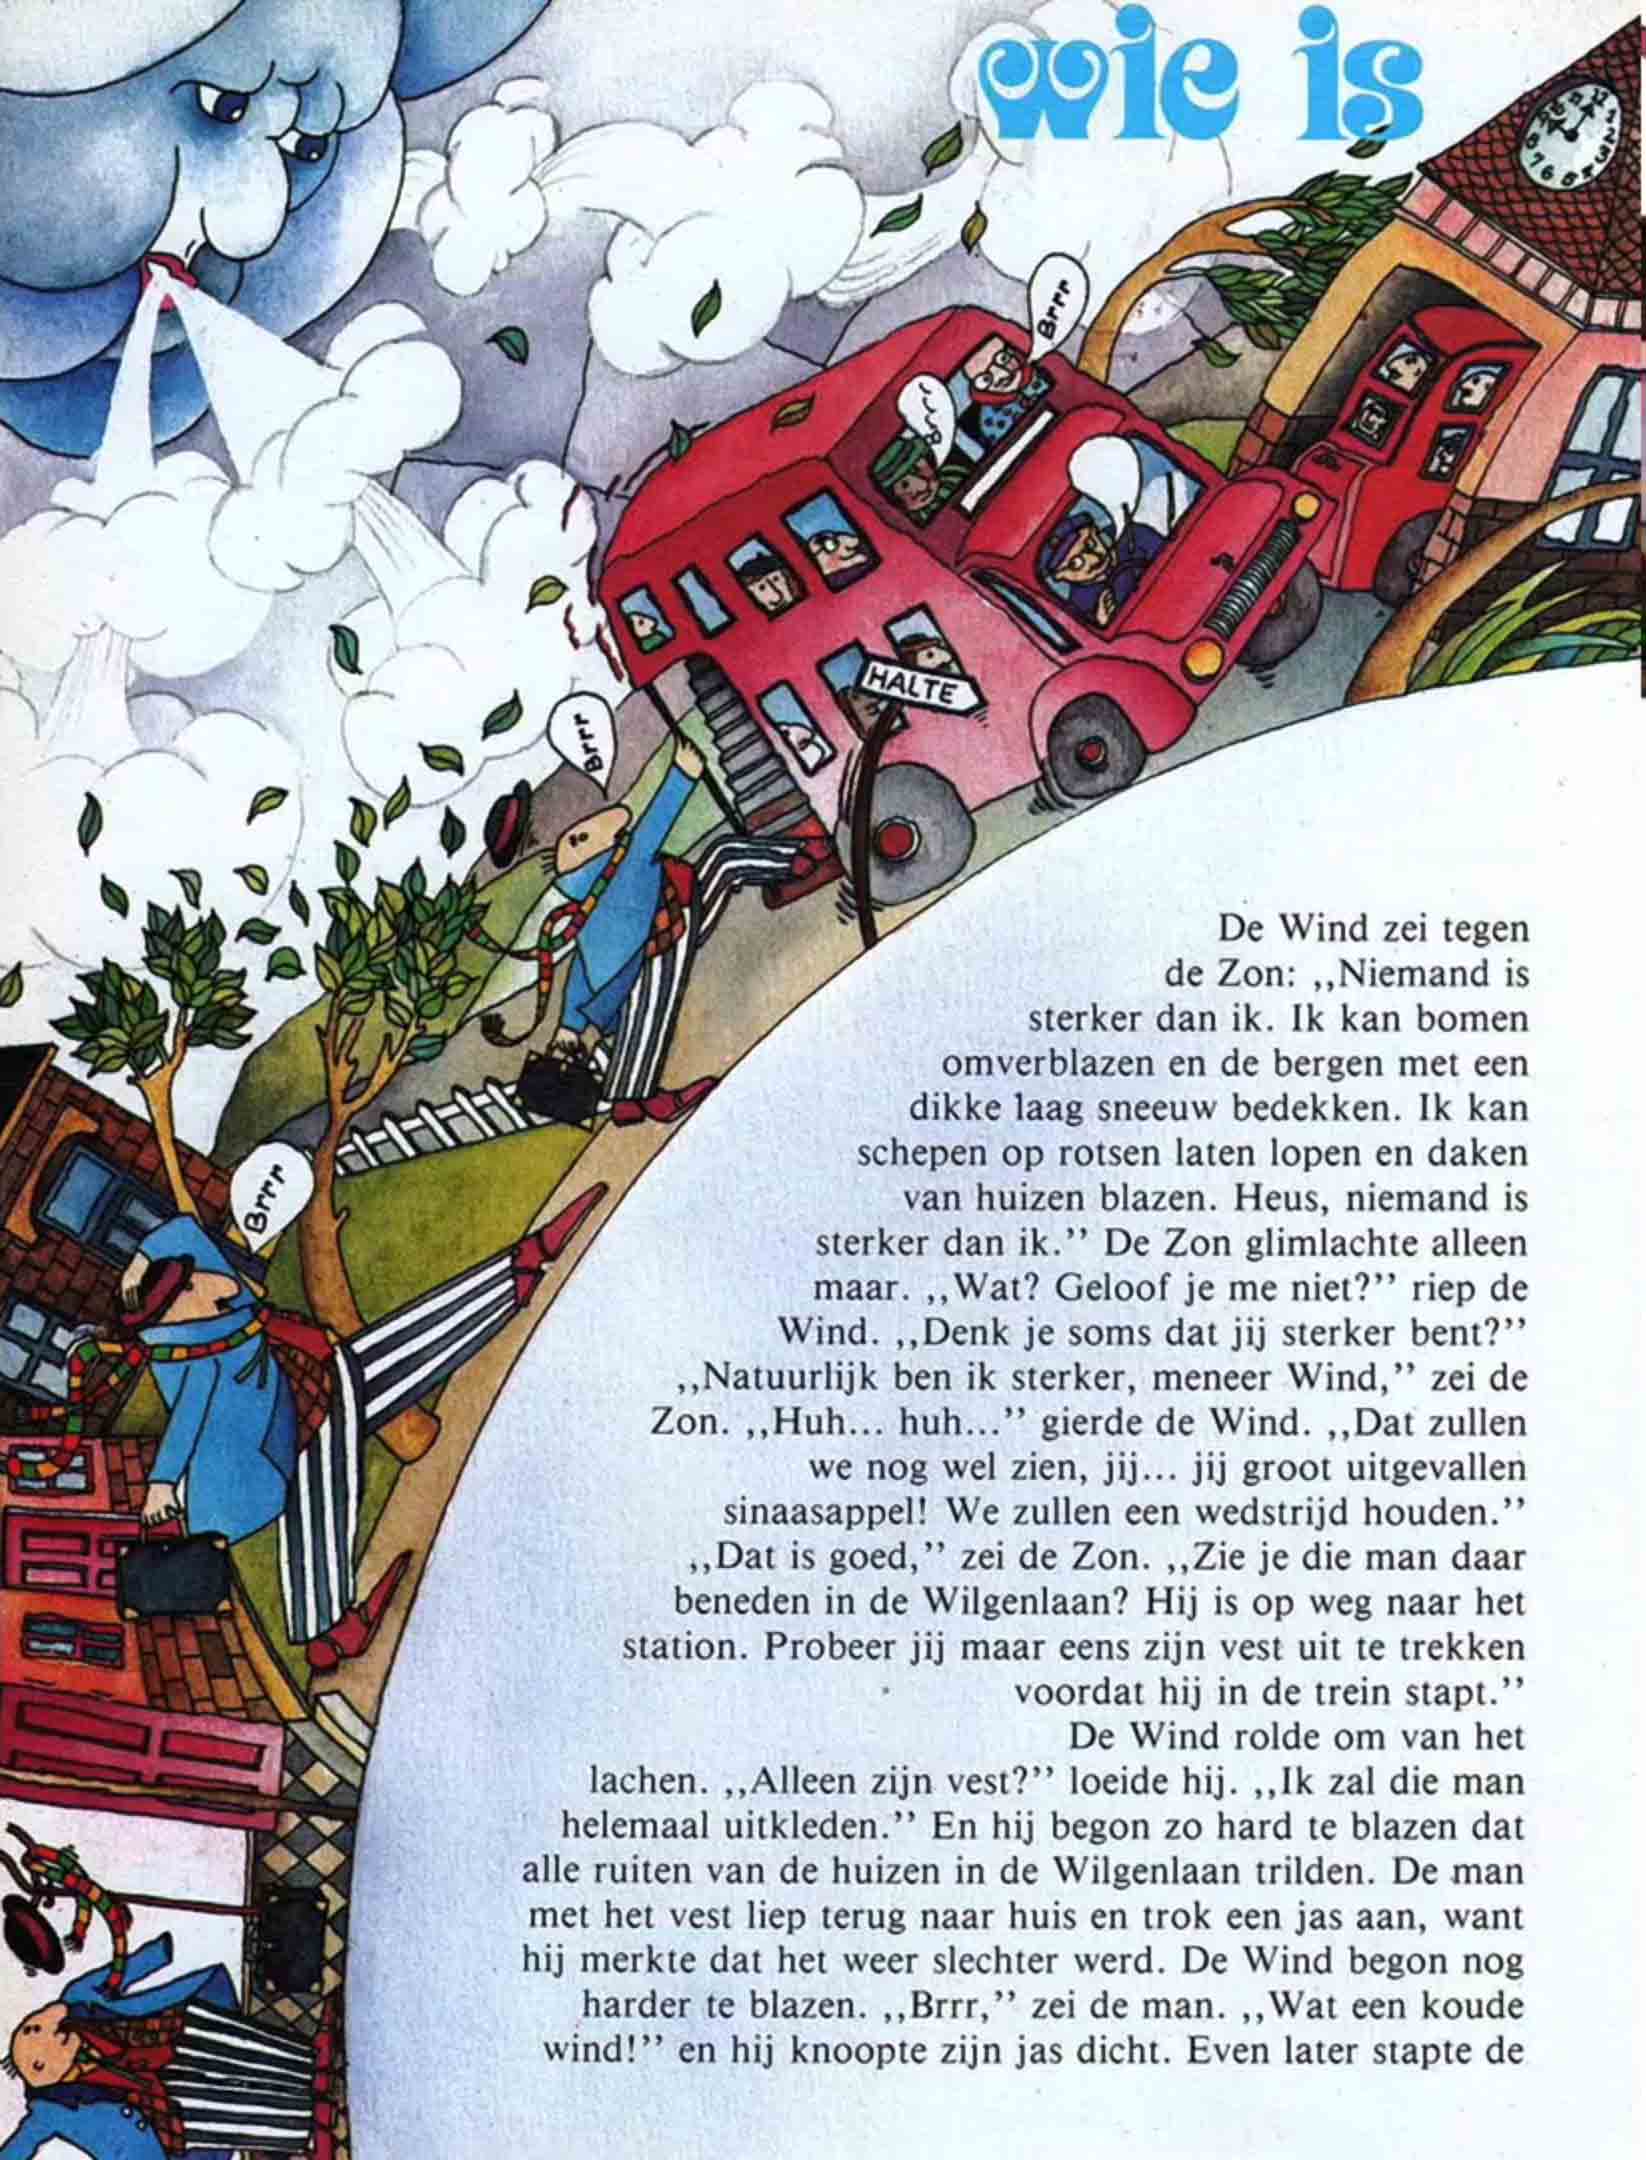 wie is
Brrr
Brrr
HALTE
Brrr
Brrr
De Wind zei tegen
de Zon: ,,Niemand is
sterker dan ik. Ik kan bomen
omverblazen en de bergen met een
dikke laag sneeuw bedekken. Ik kan
schepen op rotsen laten lopen en daken
van huizen blazen. Heus, niemand is
sterker dan ik.’’ De Zon glimlachte alleen
maar. ,,Wat? Geloof je me niet?’’ riep de
Wind. ,,Denk je soms dat jij sterker bent?’’
,,Natuurlijk ben ik sterker, meneer Wind,’’ zei de
Zon. ,,Huh... huh...’’ gierde de Wind. ,,Dat zullen
we nog wel zien, jij... jij groot uitgevallen
sinaasappel! We zullen een wedstrijd houden.’’
,,Dat is goed,’’ zei de Zon. ,,Zie je die man daar
beneden in de Wilgenlaan? Hij is op weg naar het
station. Probeer jij maar eens zijn vest uit te trekken
voordat hij in de trein stapt.’’
De Wind rolde om van het
lachen. ,,Alleen zijn vest?’’ loeide hij. ,,Ik zal die man
helemaal uitkleden.’’ En hij begon zo hard te blazen dat
alle ruiten van de huizen in de Wilgenlaan trilden. De man
met het vest liep terug naar huis en trok een jas aan, want
hij merkte dat het weer slechter werd. De Wind begon nog
harder te blazen. ,,Brrr,’’ zei de man. ,,Wat een koude
wind!’’ en hij knoopte zijn jas dicht. Even later stapte de